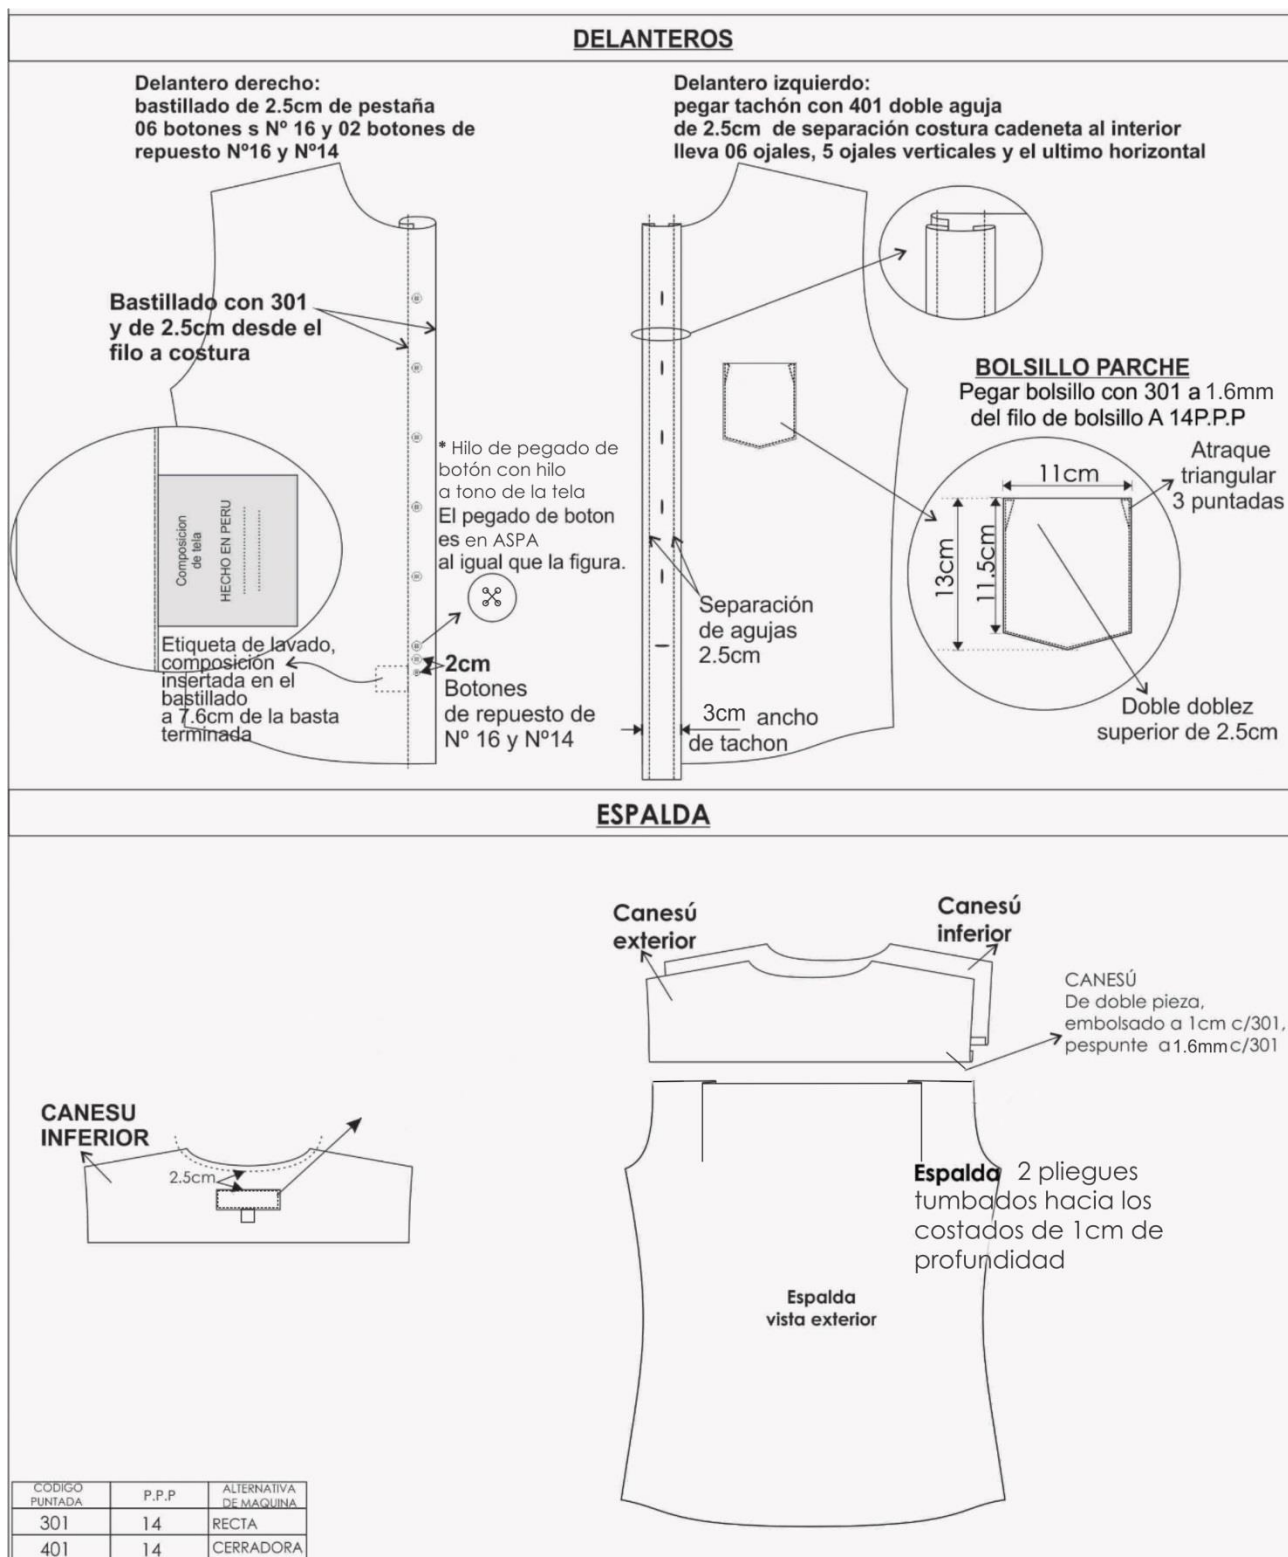 DELANTEROS
Delantero derecho:
bastillado de 2.5cm de pestaña
06 botones s Nº 16 y 02 botones de
repuesto Nº16 y Nº14
Delantero izquierdo:
pegar tachón con 401 doble aguja
de 2.5cm de separación costura cadeneta al interior
lleva 06 ojales, 5 ojales verticales y el ultimo horizontal
Bastillado con 301
y de 2.5cm desde el
filo a costura
BOLSILLO PARCHE
Pegar bolsillo con 301 a 1.6mm
del filo de bolsillo A 14P.P.P
Atraque
triangular
3 puntadas
11cm
13cm
11.5cm
Doble doblez
superior de 2.5cm
* Hilo de pegado de
botón con hilo
a tono de la tela
El pegado de boton
es en ASPA
al igual que la figura.
Composicion
de tela
HECHO EN PERU
Etiqueta de lavado,
composición
insertada en el
bastillado
a 7.6cm de la basta
terminada
2cm
Botones
de repuesto de
Nº 16 y Nº14
Separación
de agujas
2.5cm
3cm ancho
de tachon
ESPALDA
Canesú
exterior
Canesú
inferior
CANESÚ
De doble pieza,
embolsado a 1cm c/301,
pespunte a1.6mm c/301
CANESU
INFERIOR
2.5cm
Espalda 2 pliegues
tumbados hacia los
costados de 1cm de
profundidad
Espalda
vista exterior
CODIGO
PUNTADA
P.P.P
ALTERNATIVA
DE MAQUINA
301 14 RECTA
401 14 CERRADORA